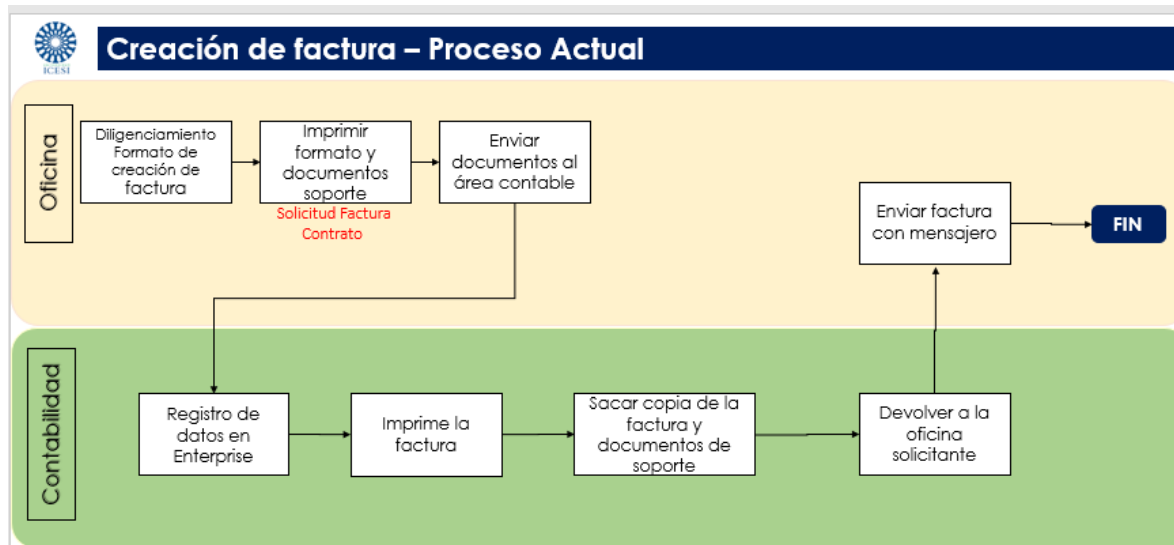 ICESI
Creación de factura – Proceso Actual
Oficina
Diligenciamiento
Formato de
creación de
factura
Imprimir
formato y
documentos
soporte
Solicitud Factura
Contrato
Enviar
documentos al
área contable
Enviar factura
con mensajero
FIN
Contabilidad
Registro de
datos en
Enterprise
Imprime la
factura
Sacar copia de la
factura y
documentos de
soporte
Devolver a la
oficina
solicitante